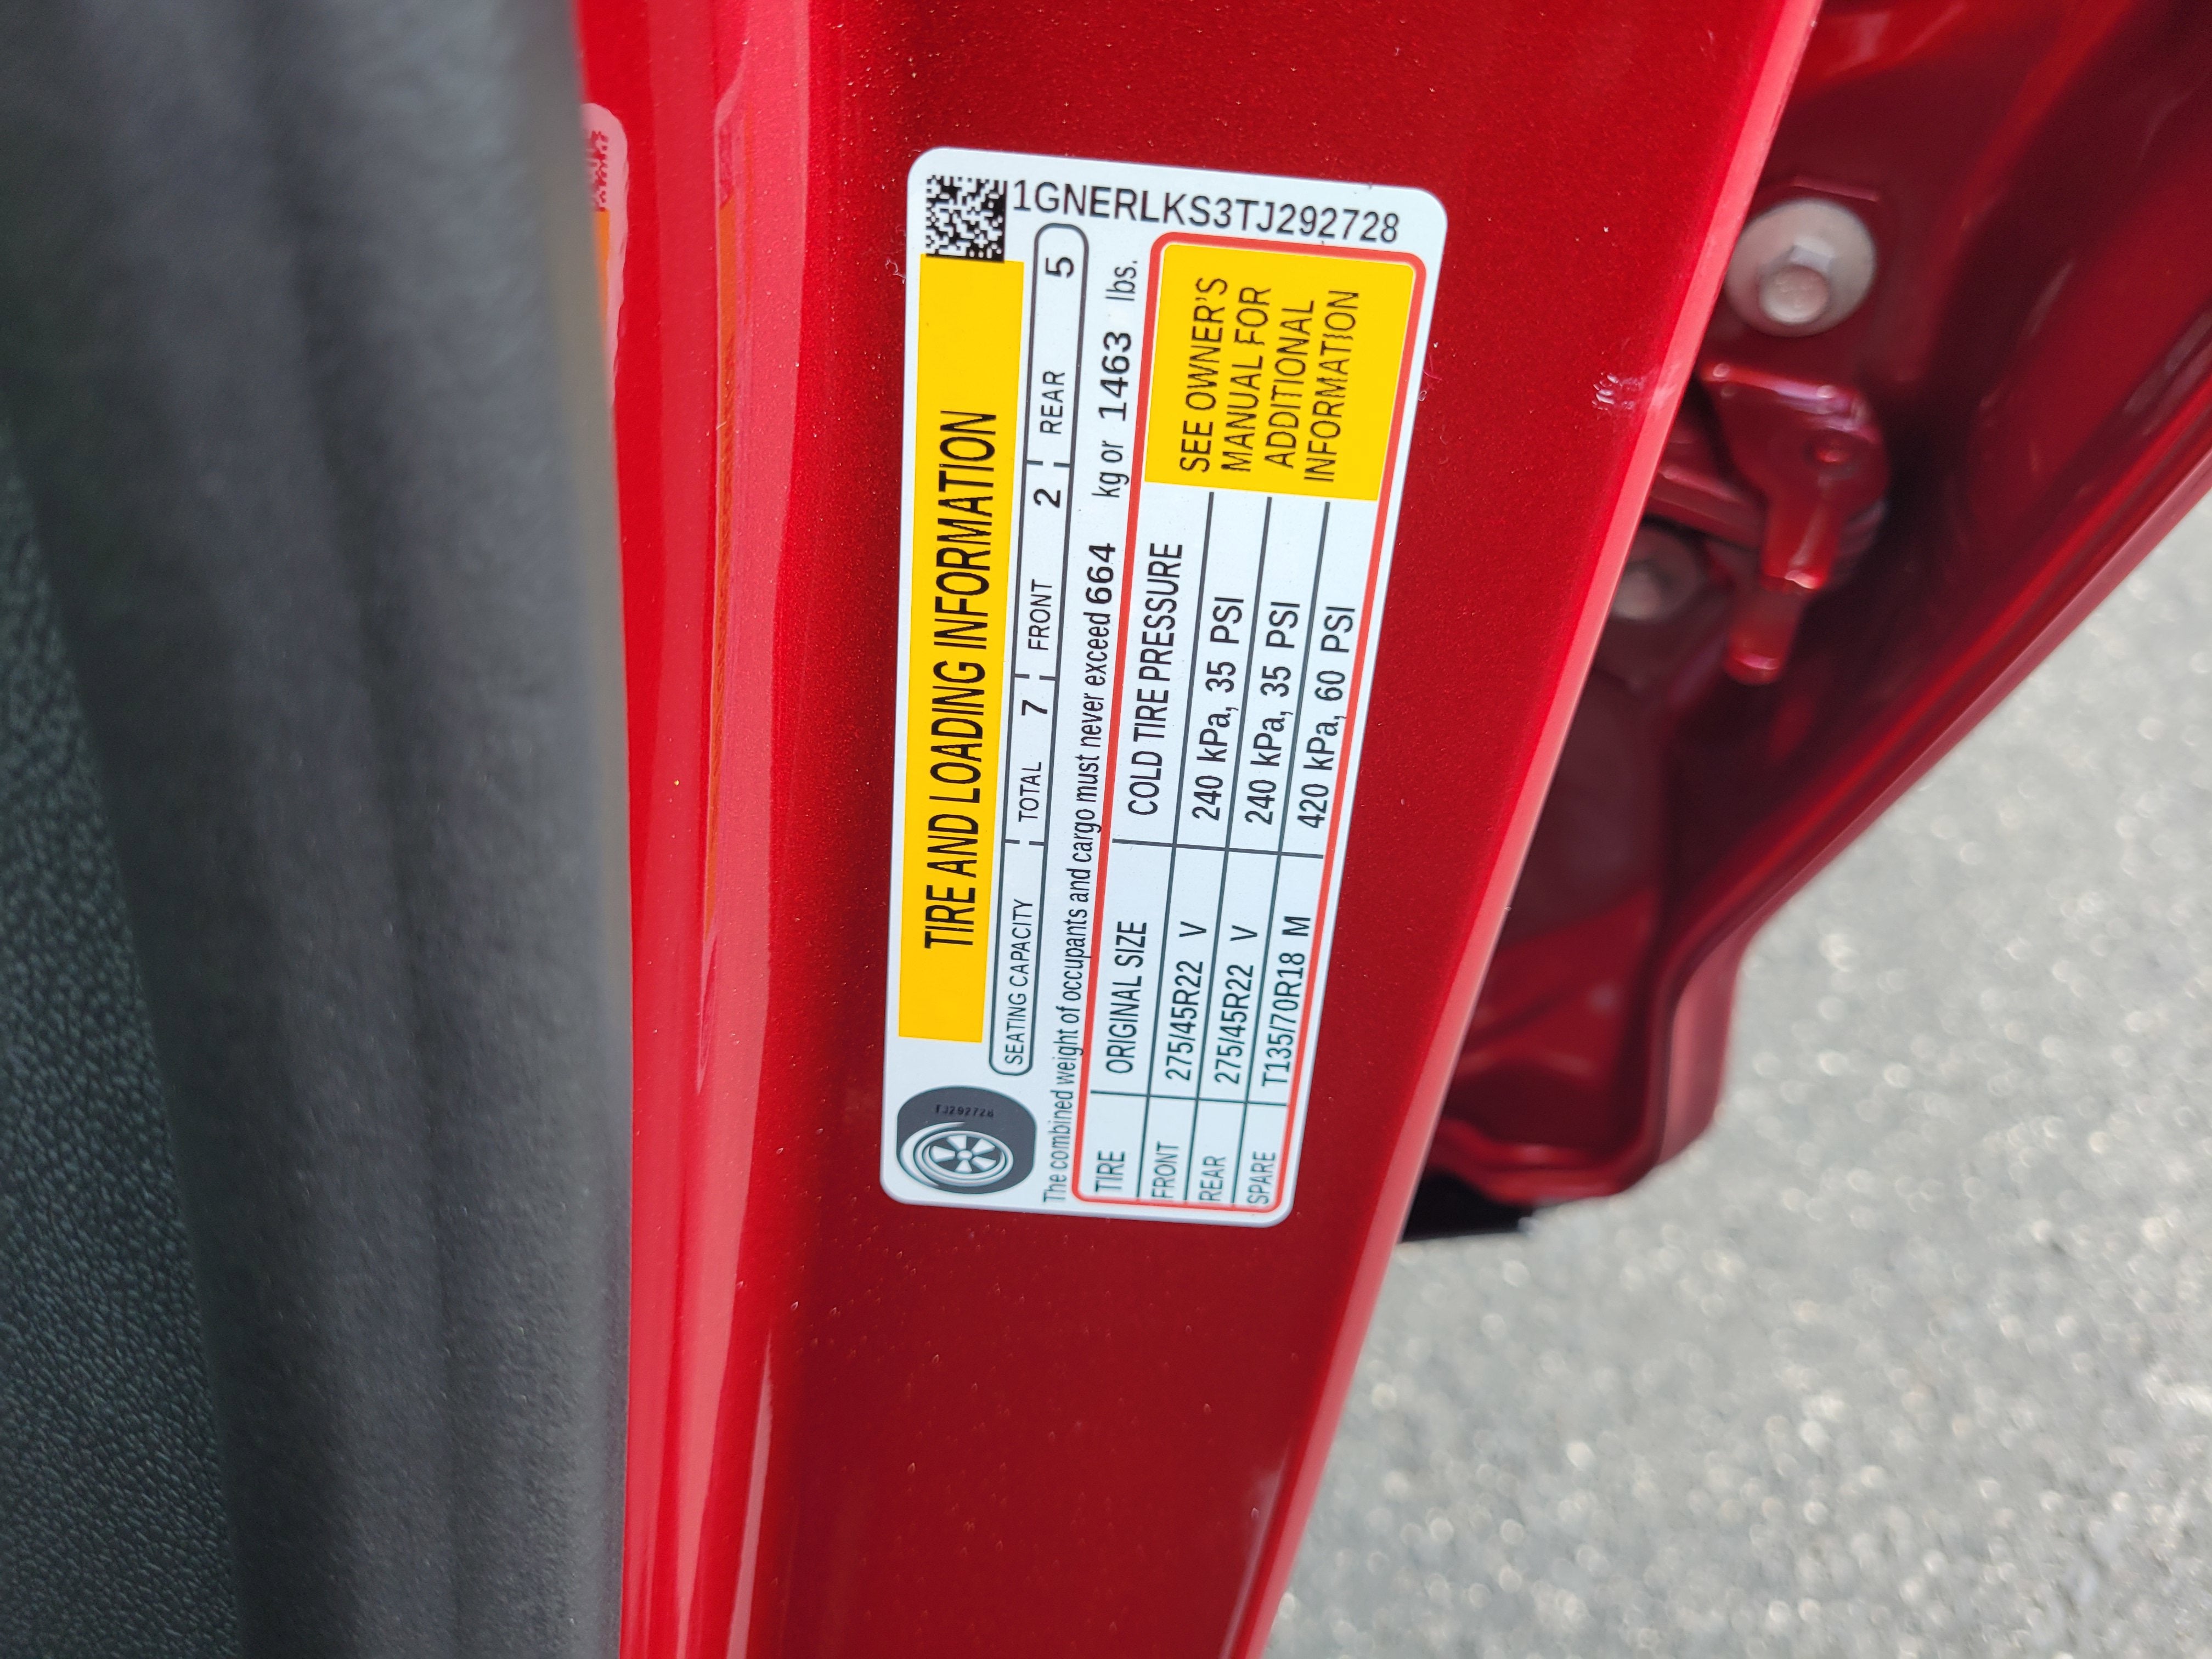 1GNERLKS3TJ292728
TIRE AND LOADING INFORMATION
SEATING CAPACITY TOTAL 7 FRONT 2 REAR 5
The combined weight of occupants and cargo must never exceed 664 kg or 1463 lbs.
TIRE ORIGINAL SIZE COLD TIRE PRESSURE
FRONT 275/45R22 V 240 kPa, 35 PSI
REAR 275/45R22 V 240 kPa, 35 PSI
SPARE T135/70R18 M 420 kPa, 60 PSI
SEE OWNER'S
MANUAL FOR
ADDITIONAL
INFORMATION
TJ292728